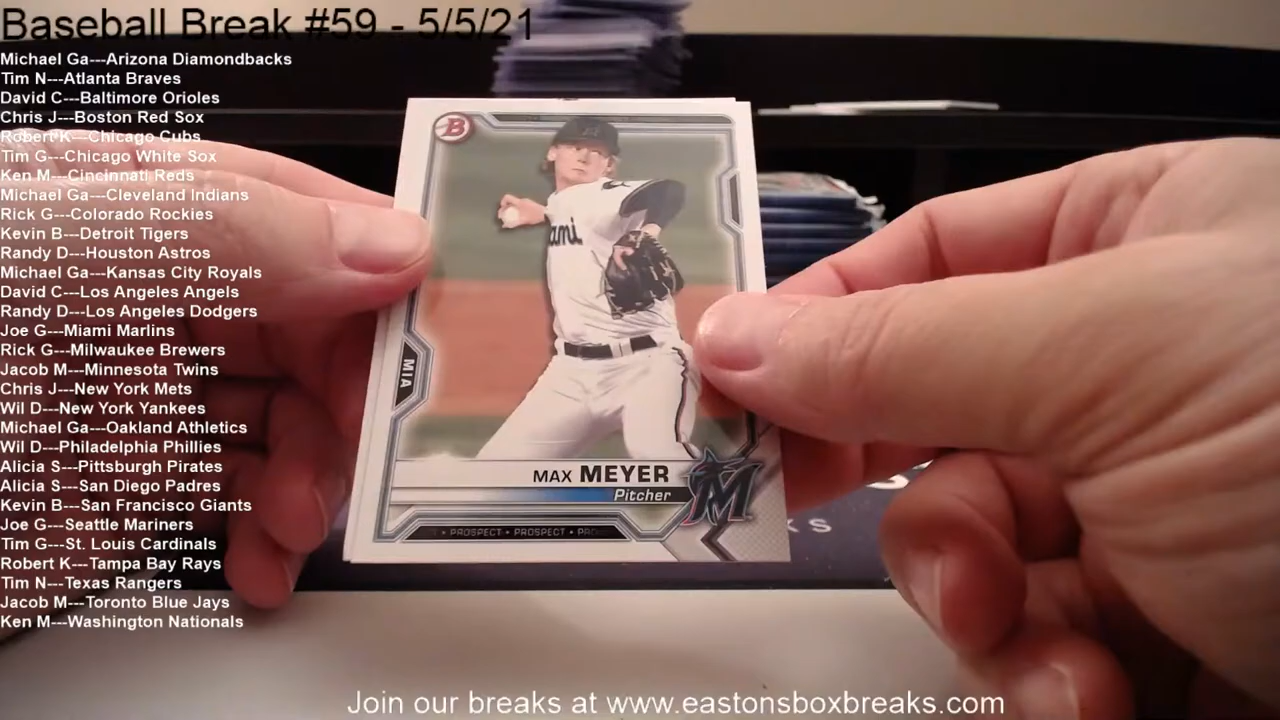 Baseball Break #59 - 5/5/21
Michael Ga---Arizona Diamondbacks
Tim N---Atlanta Braves
David C---Baltimore Orioles
Chris J---Boston Red Sox
Robert K---Chicago Cubs
Tim G---Chicago White Sox
Ken M---Cincinnati Reds
Michael Ga---Cleveland Indians
Rick G---Colorado Rockies
Kevin B---Detroit Tigers
Randy D---Houston Astros
Michael Ga---Kansas City Royals
David C---Los Angeles Angels
Randy D---Los Angeles Dodgers
Joe G---Miami Marlins
Rick G---Milwaukee Brewers
Jacob M---Minnesota Twins
Chris J---New York Mets
Wil D---New York Yankees
Michael Ga---Oakland Athletics
Wil D---Philadelphia Phillies
Alicia S---Pittsburgh Pirates
Alicia S---San Diego Padres
Kevin B---San Francisco Giants
Joe G---Seattle Mariners
Tim G---St. Louis Cardinals
Robert K---Tampa Bay Rays
Tim N---Texas Rangers
Jacob M---Toronto Blue Jays
Ken M---Washington Nationals
B
ami
MIA
MAX MEYER
Pitcher
M
• PROSPECT • PROSPECT • PRO
Join our breaks at www.eastonsboxbreaks.com